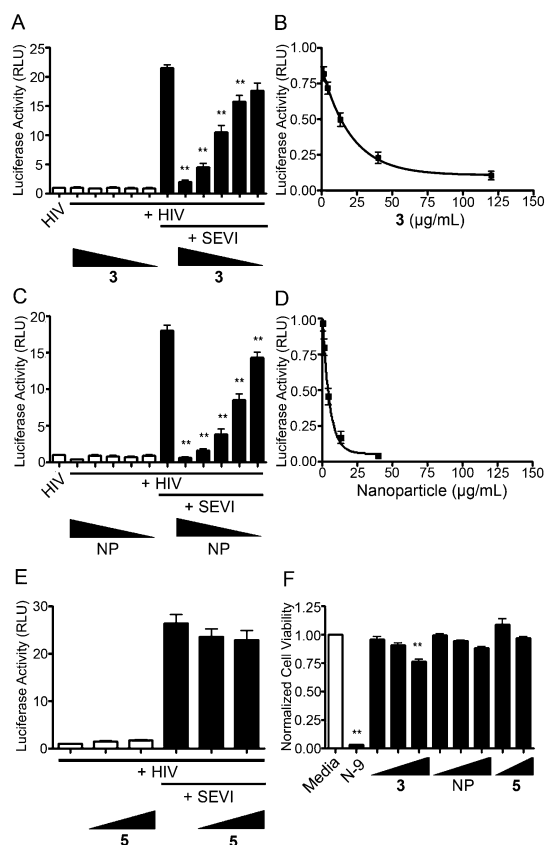 A
Luciferase Activity (RLU)
25
20
15
10
5
0
** ** ** **
HIV
+ HIV
+ SEVI
3 3
B
Luciferase Activity (RLU)
1.00
0.75
0.50
0.25
0.00
0 25 50 75 100 125 150
3 (µg/mL)
C
Luciferase Activity (RLU)
20
15
10
5
0
** ** ** ** **
HIV
+ HIV
+ SEVI
NP NP
D
Luciferase Activity (RLU)
1.00
0.75
0.50
0.25
0.00
0 25 50 75 100 125 150
Nanoparticle (µg/mL)
E
Luciferase Activity (RLU)
30
20
10
0
+ HIV
+ SEVI
5 5
F
Normalized Cell Viability
1.25
1.00
0.75
0.50
0.25
0.00
** **
Media N-9
3 NP 5